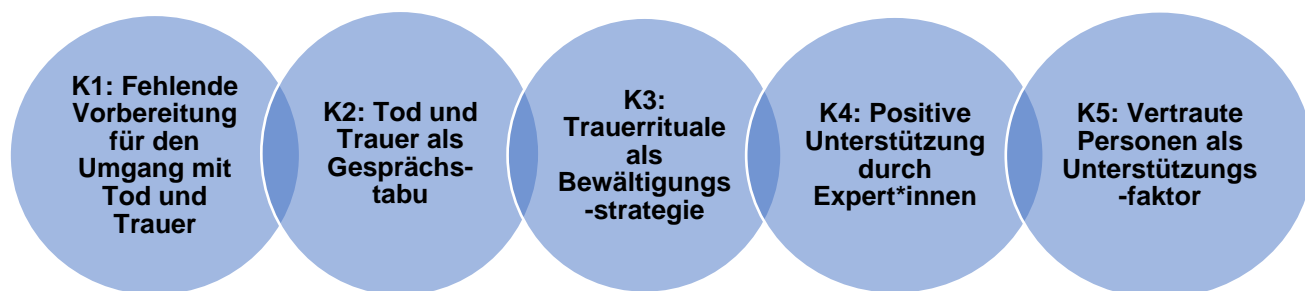 K1: Fehlende
Vorbereitung
für den
Umgang mit
Tod und
Trauer
K2: Tod und
Trauer als
Gesprächs-
tabu
K3:
Trauerrituale
als
Bewältigungs
-strategie
K4: Positive
Unterstützung
durch
Expert*innen
K5: Vertraute
Personen als
Unterstützungs
-faktor